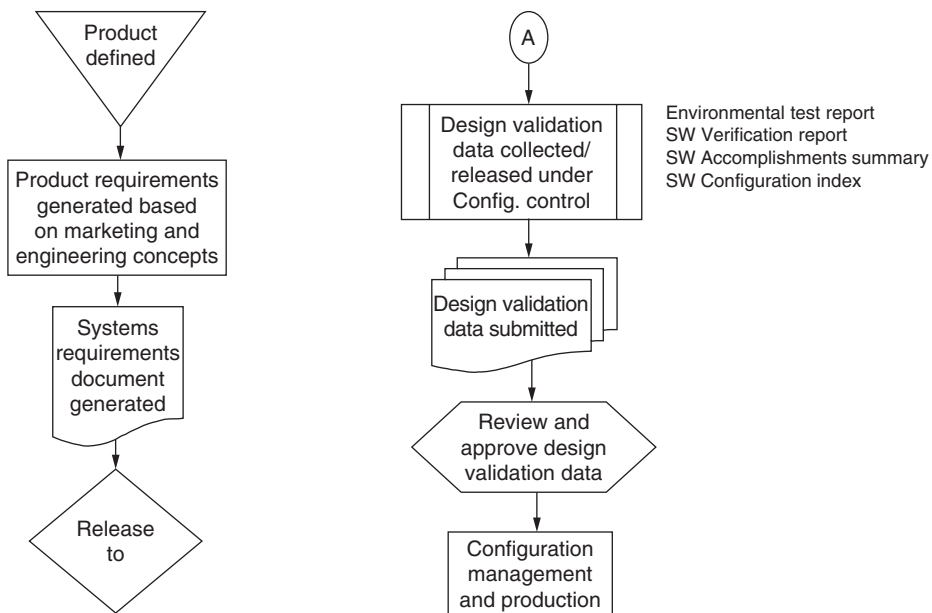 Product
defined
Product requirements
generated based
on marketing and
engineering concepts
Systems
requirements
document
generated
Release
to
A
Design validation
data collected/
released under
Config. control
Environmental test report
SW Verification report
SW Accomplishments summary
SW Configuration index
Design validation
data submitted
Review and
approve design
validation data
Configuration
management
and production